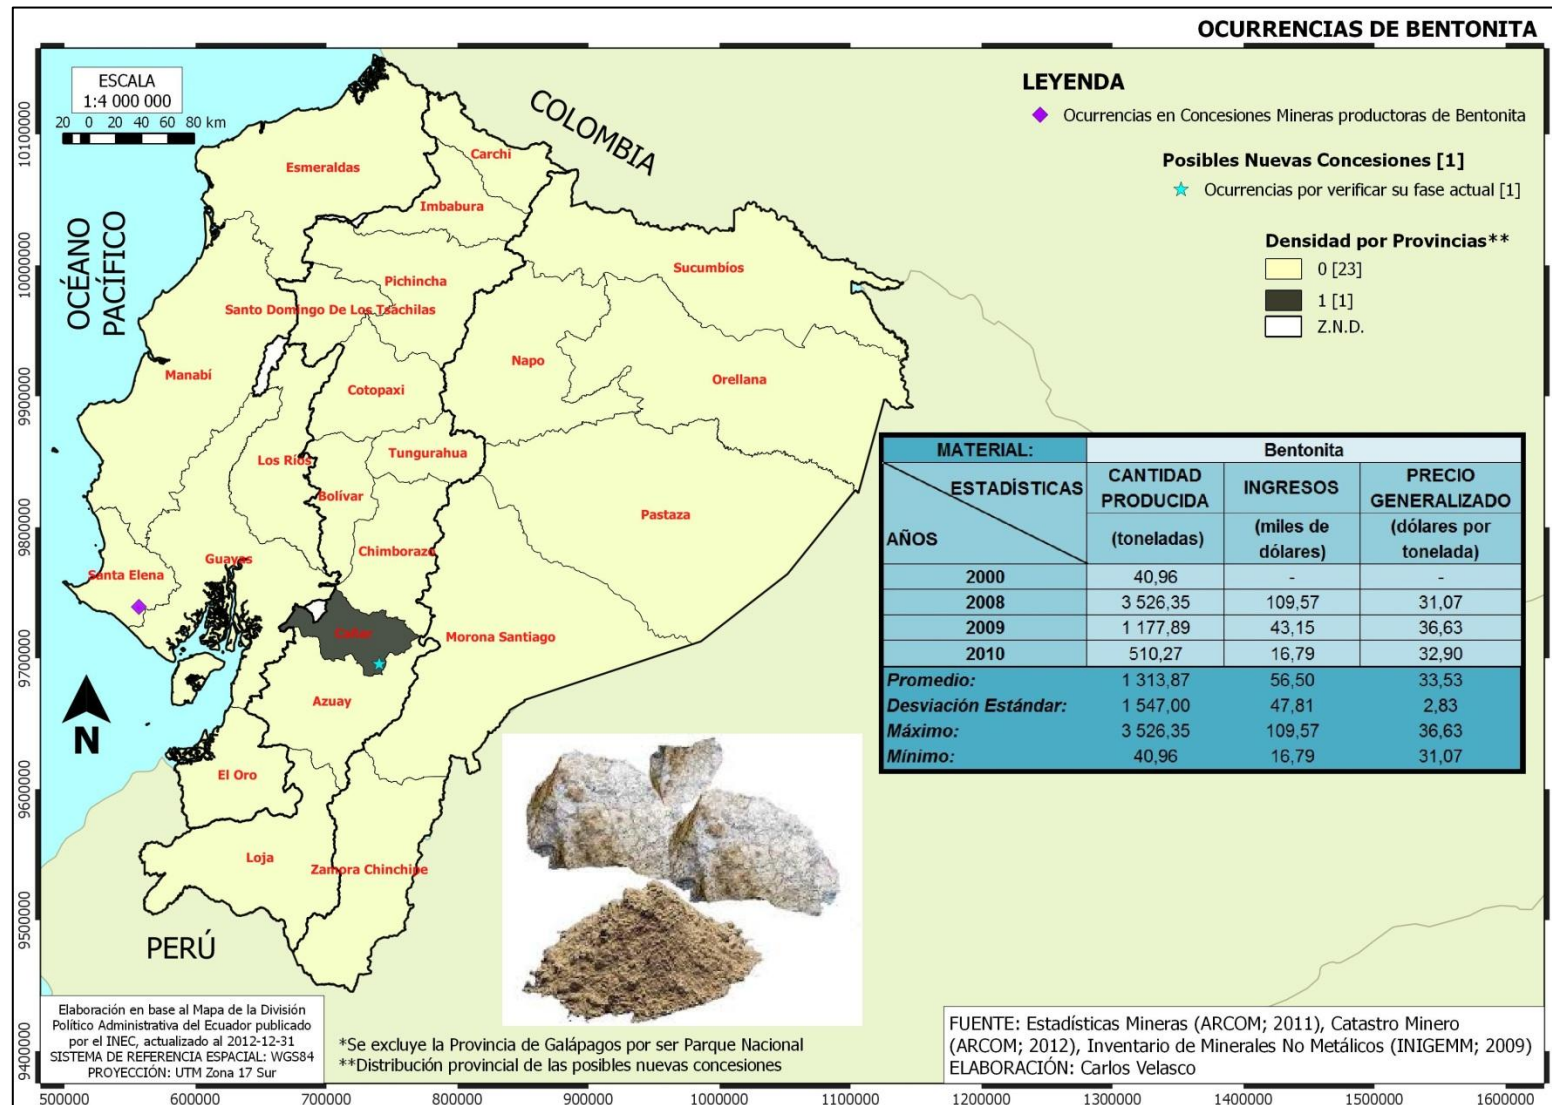 OCURRENCIAS DE BENTONITA
ESCALA
1:4 000 000
20 0 20 40 60 80 km
LEYENDA
Ocurrencias en Concesiones Mineras productoras de Bentonita
Posibles Nuevas Concesiones [1]
Ocurrencias por verificar su fase actual [1]
Densidad por Provincias**
0 [23]
1 [1]
Z.N.D.
COLOMBIA
OCÉANO
PACÍFICO
Esmeraldas
Carchi
Imbabura
Sucumbíos
Pichincha
Santo Domingo De Los Tsáchilas
Napo
Orellana
Manabí
Cotopaxi
Tungurahua
Los Ríos
Bolívar
Pastaza
Chimborazo
Guayas
Santa Elena
Cañar
Morona Santiago
Azuay
N
El Oro
Loja
Zamora Chinchipe
PERÚ
MATERIAL: Bentonita
ESTADÍSTICAS CANTIDAD PRODUCIDA INGRESOS PRECIO GENERALIZADO
AÑOS (toneladas) (miles de dólares) (dólares por tonelada)
2000 40,96 - -
2008 3 526,35 109,57 31,07
2009 1 177,89 43,15 36,63
2010 510,27 16,79 32,90
Promedio: 1 313,87 56,50 33,53
Desviación Estándar: 1 547,00 47,81 2,83
Máximo: 3 526,35 109,57 36,63
Mínimo: 40,96 16,79 31,07
Elaboración en base al Mapa de la División
Político Administrativa del Ecuador publicado
por el INEC, actualizado al 2012-12-31
SISTEMA DE REFERENCIA ESPACIAL: WGS84
PROYECCIÓN: UTM Zona 17 Sur
*Se excluye la Provincia de Galápagos por ser Parque Nacional
**Distribución provincial de las posibles nuevas concesiones
FUENTE: Estadísticas Mineras (ARCOM; 2011), Catastro Minero
(ARCOM; 2012), Inventario de Minerales No Metálicos (INIGEMM; 2009)
ELABORACIÓN: Carlos Velasco
10100000
10000000
9900000
9800000
9700000
9600000
9500000
9400000
500000 600000 700000 800000 900000 1000000 1100000 1200000 1300000 1400000 1500000 1600000